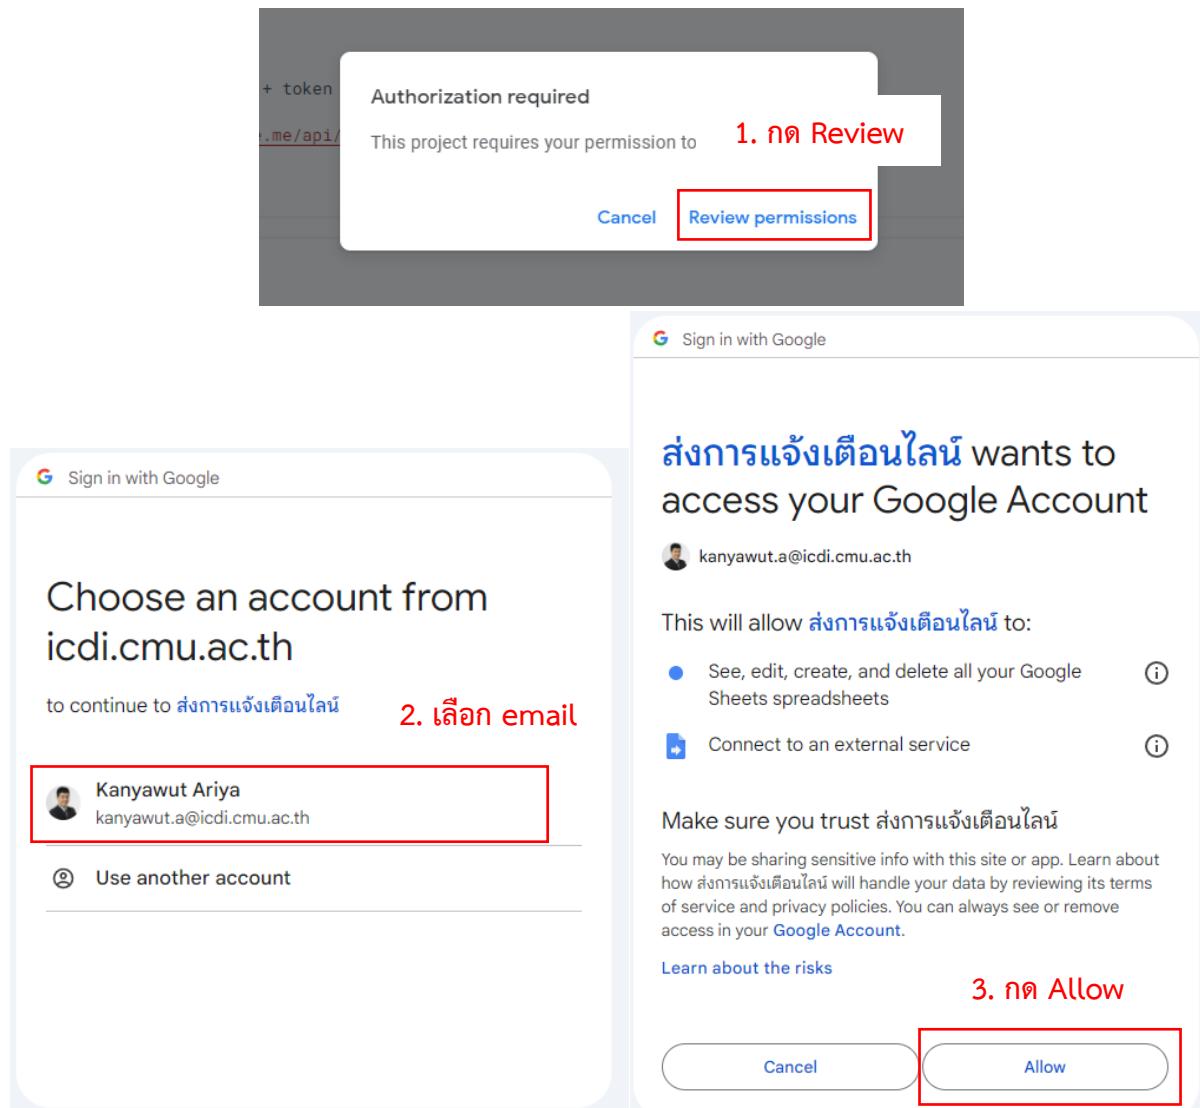 + token
e.me/api/
Authorization required
This project requires your permission to
1. กด Review
Cancel
Review permissions
Sign in with Google
Choose an account from
icdi.cmu.ac.th
to continue to ส่งการแจ้งเตือนไลน์
2. เลือก email
Kanyawut Ariya
kanyawut.a@icdi.cmu.ac.th
Use another account
Sign in with Google
ส่งการแจ้งเตือนไลน์ wants to
access your Google Account
kanyawut.a@icdi.cmu.ac.th
This will allow ส่งการแจ้งเตือนไลน์ to:
See, edit, create, and delete all your Google
Sheets spreadsheets
Connect to an external service
Make sure you trust ส่งการแจ้งเตือนไลน์
You may be sharing sensitive info with this site or app. Learn about
how ส่งการแจ้งเตือนไลน์ will handle your data by reviewing its terms
of service and privacy policies. You can always see or remove
access in your Google Account.
Learn about the risks
3. กด Allow
Cancel
Allow